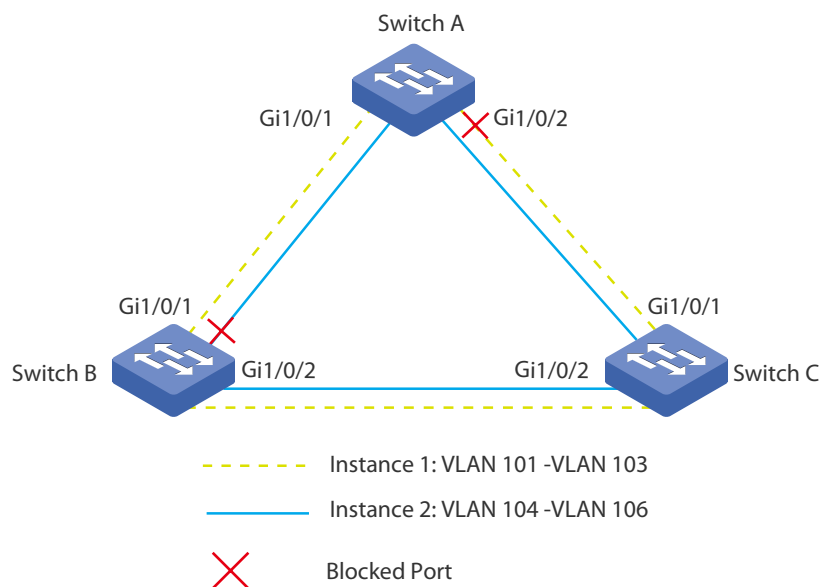 Switch A
Gi1/0/1
Gi1/0/2
Gi1/0/1
Gi1/0/1
Switch B
Gi1/0/2
Gi1/0/2
Switch C
Instance 1: VLAN 101 -VLAN 103
Instance 2: VLAN 104 -VLAN 106
Blocked Port